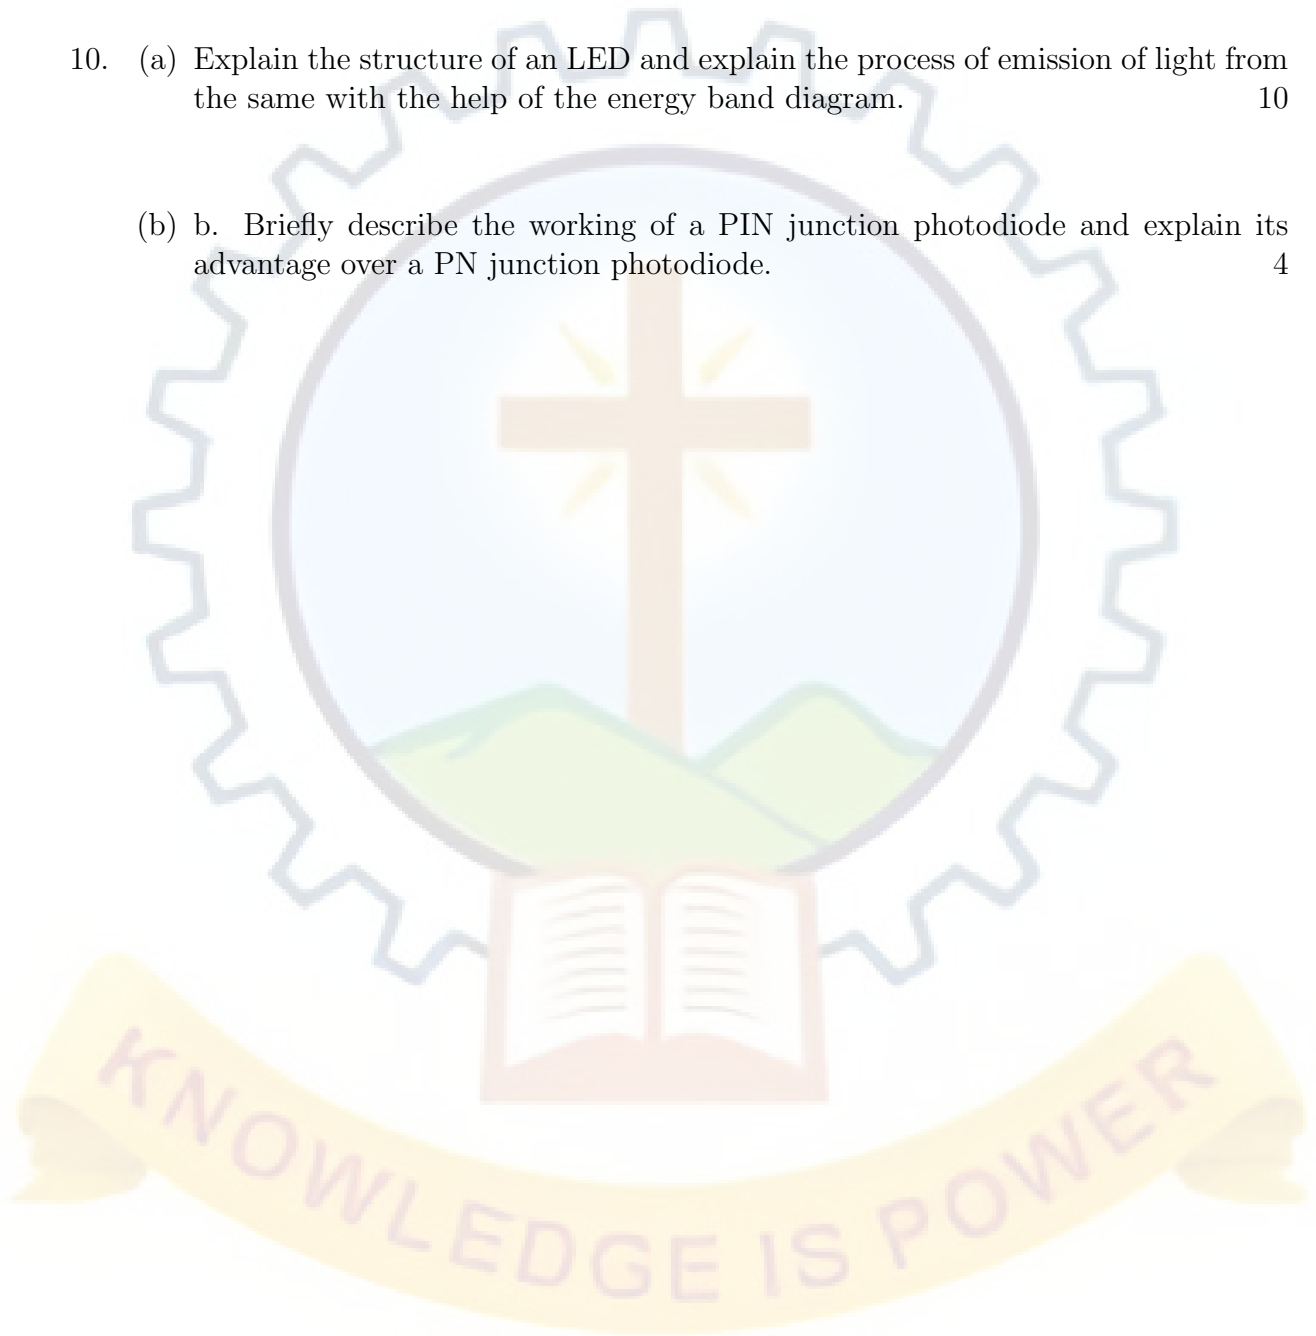 10. (a) Explain the structure of an LED and explain the process of emission of light from
the same with the help of the energy band diagram. 10
(b) b. Briefly describe the working of a PIN junction photodiode and explain its
advantage over a PN junction photodiode. 4
KNOWLEDGE IS POWER